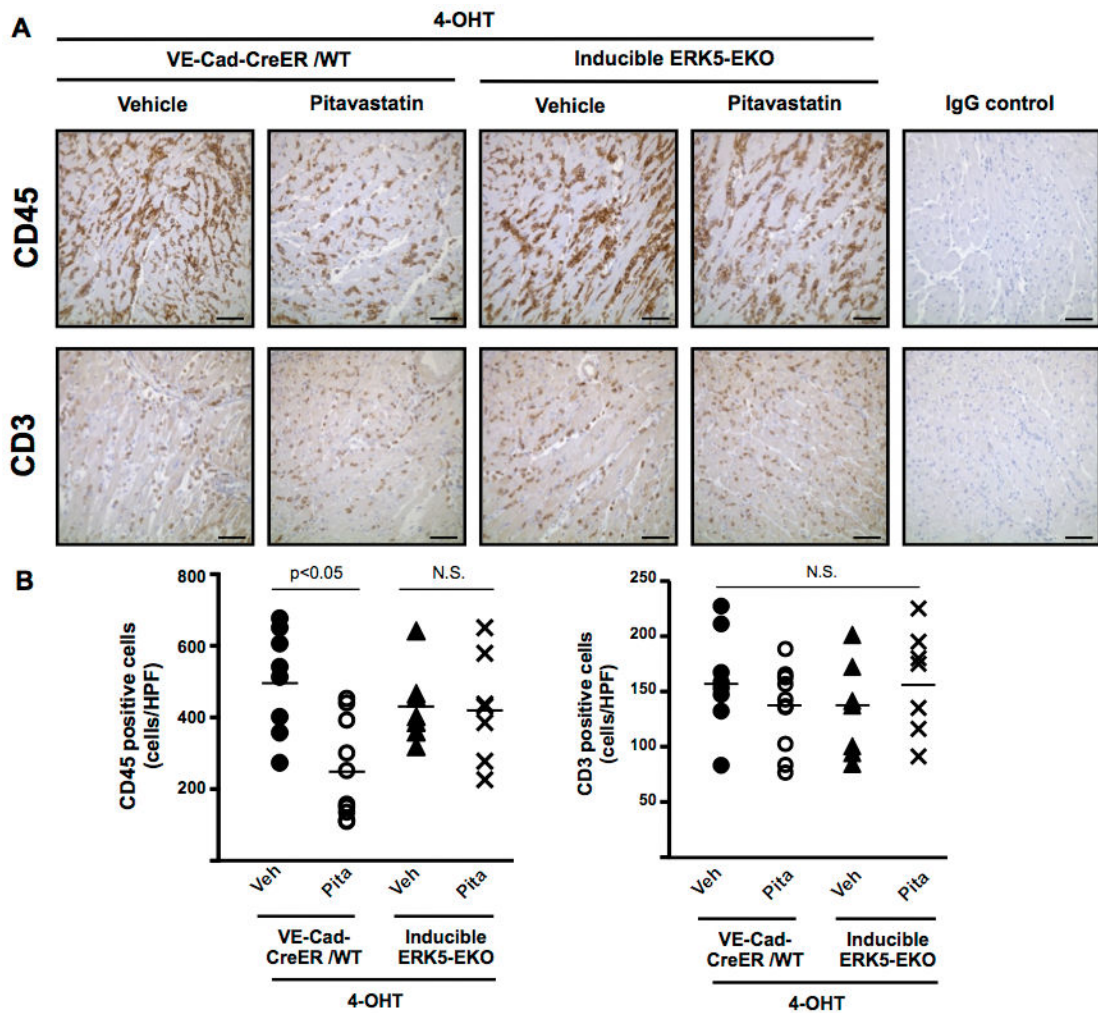 A
4-OHT
VE-Cad-CreER /WT
Inducible ERK5-EKO
Vehicle
Pitavastatin
Vehicle
Pitavastatin
IgG control
CD45
CD3
B
p<0.05
N.S.
CD45 positive cells
(cells/HPF)
800
600
400
200
Veh
Pita
Veh
Pita
VE-Cad-
CreER /WT
Inducible
ERK5-EKO
4-OHT
N.S.
CD3 positive cells
(cells/HPF)
250
200
150
100
50
Veh
Pita
Veh
Pita
VE-Cad-
CreER /WT
Inducible
ERK5-EKO
4-OHT